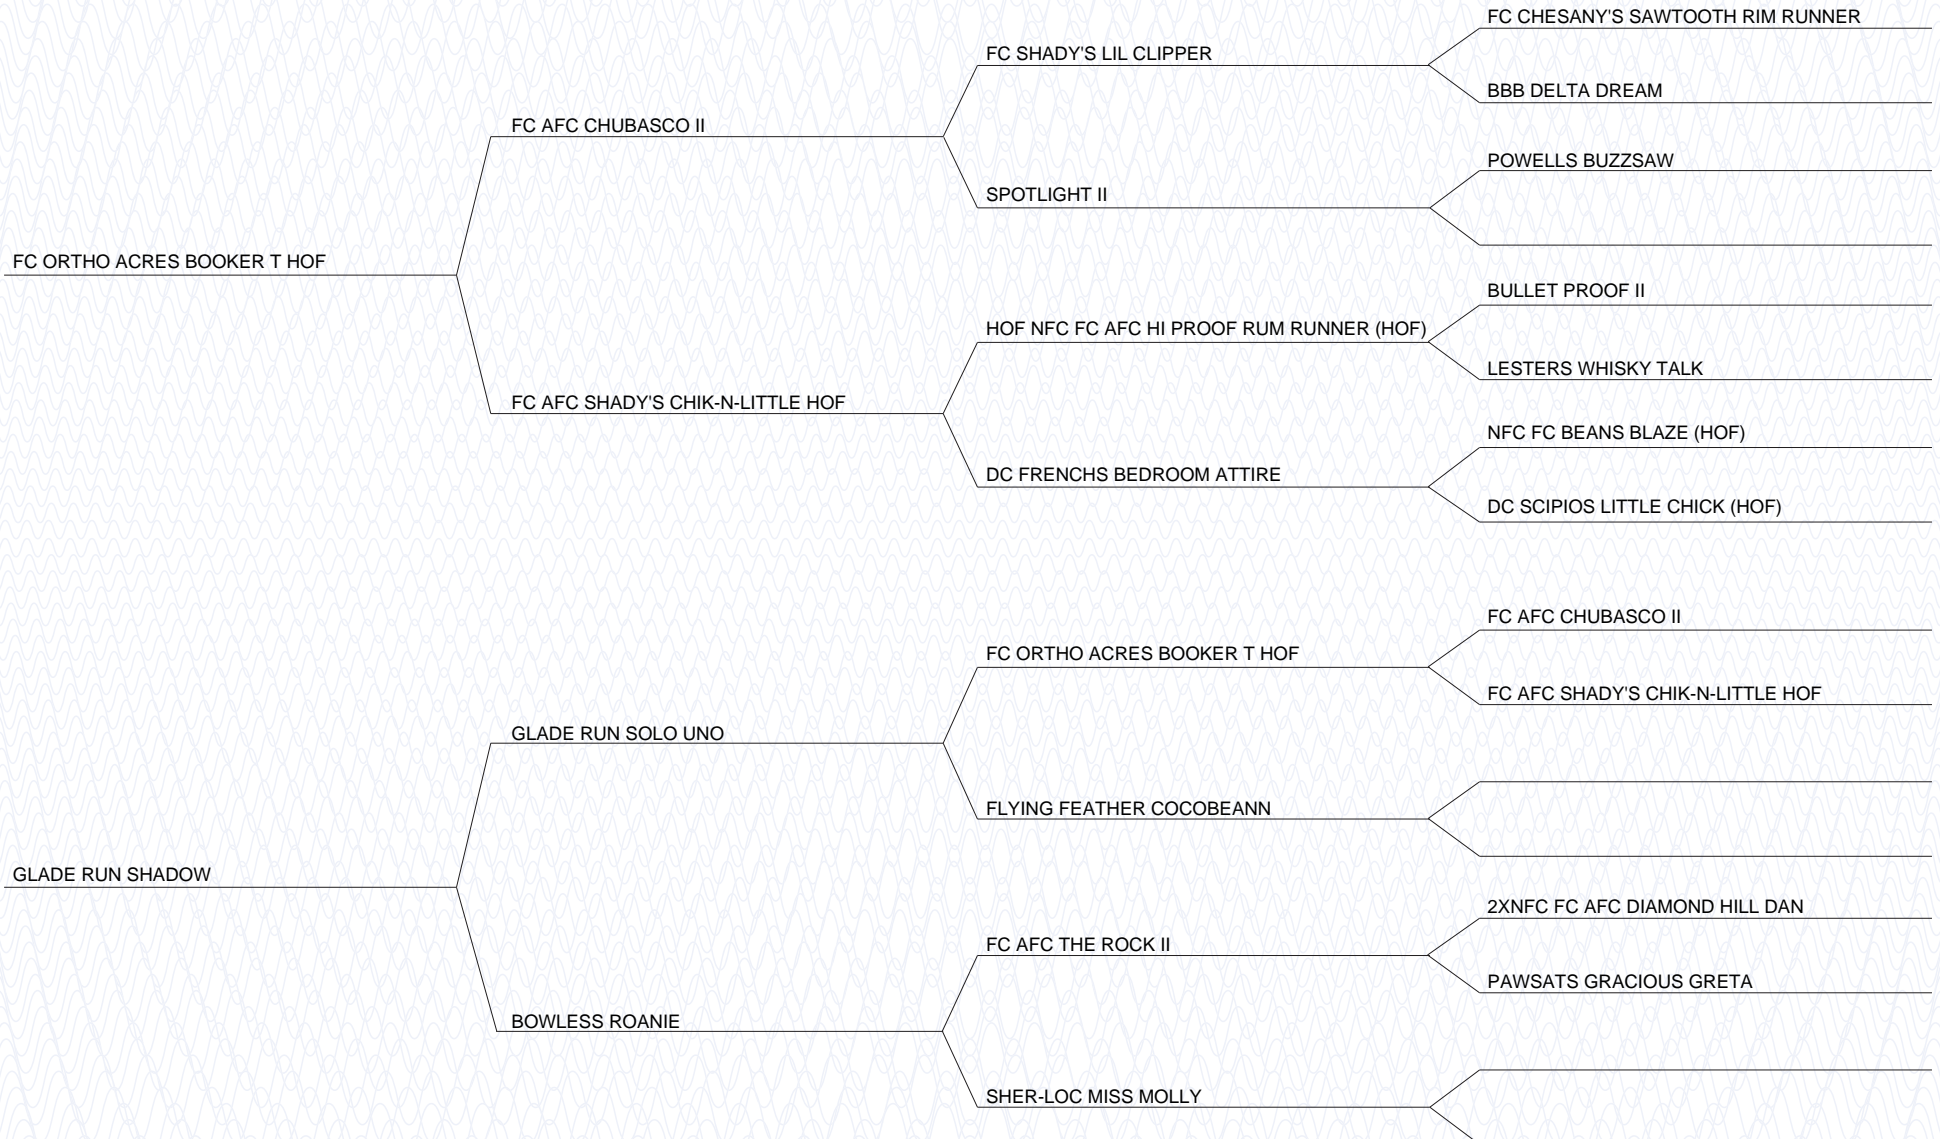 FC CHESANY'S SAWTOOTH RIM RUNNER
FC SHADY'S LIL CLIPPER
BBB DELTA DREAM
FC AFC CHUBASCO II
POWELLS BUZZSAW
SPOTLIGHT II
FC ORTHO ACRES BOOKER T HOF
BULLET PROOF II
HOF NFC FC AFC HI PROOF RUM RUNNER (HOF)
LESTERS WHISKY TALK
FC AFC SHADY'S CHIK-N-LITTLE HOF
NFC FC BEANS BLAZE (HOF)
DC FRENCHS BEDROOM ATTIRE
DC SCIPIOS LITTLE CHICK (HOF)
FC AFC CHUBASCO II
FC ORTHO ACRES BOOKER T HOF
FC AFC SHADY'S CHIK-N-LITTLE HOF
GLADE RUN SOLO UNO
FLYING FEATHER COCOBEANN
GLADE RUN SHADOW
2XNFC FC AFC DIAMOND HILL DAN
FC AFC THE ROCK II
PAWSATS GRACIOUS GRETA
BOWLESS ROANIE
SHER-LOC MISS MOLLY